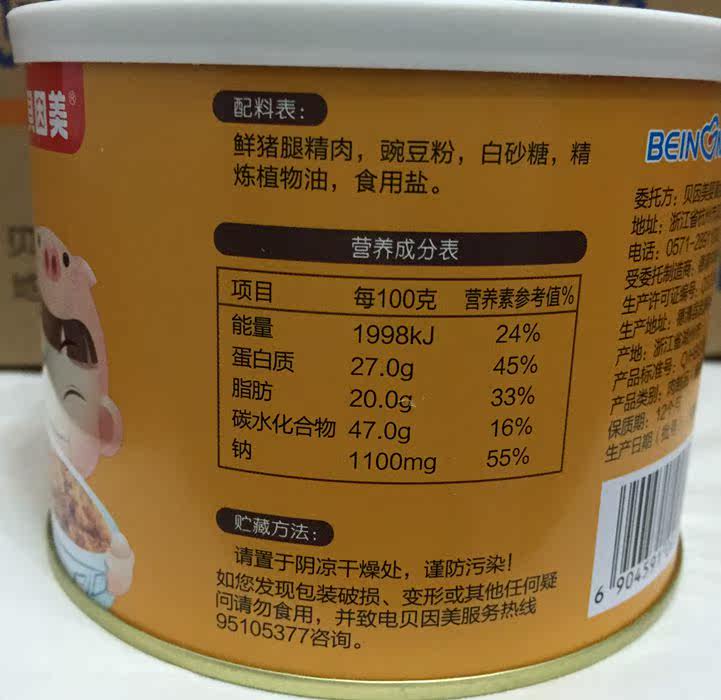 贝因美®
配料表：
鲜猪腿精肉，豌豆粉，白砂糖，精
炼植物油，食用盐。
营养成分表
项目 每100克 营养素参考值%
能量 1998kJ 24%
蛋白质 27.0g 45%
脂肪 20.0g 33%
碳水化合物 47.0g 16%
钠 1100mg 55%
贮藏方法：
请置于阴凉干燥处，谨防污染！
如您发现包装破损、变形或其他任何疑
问请勿食用，并致电贝因美服务热线
95105377咨询。
BEIN
委托方：贝因美
地址：浙江省
电话：0571-28
受委托制造商：
生产许可证编号：
生产地址：
产地：浙江省
产品标准号：
产品类别：
保质期：12个月
生产日期
6 904591